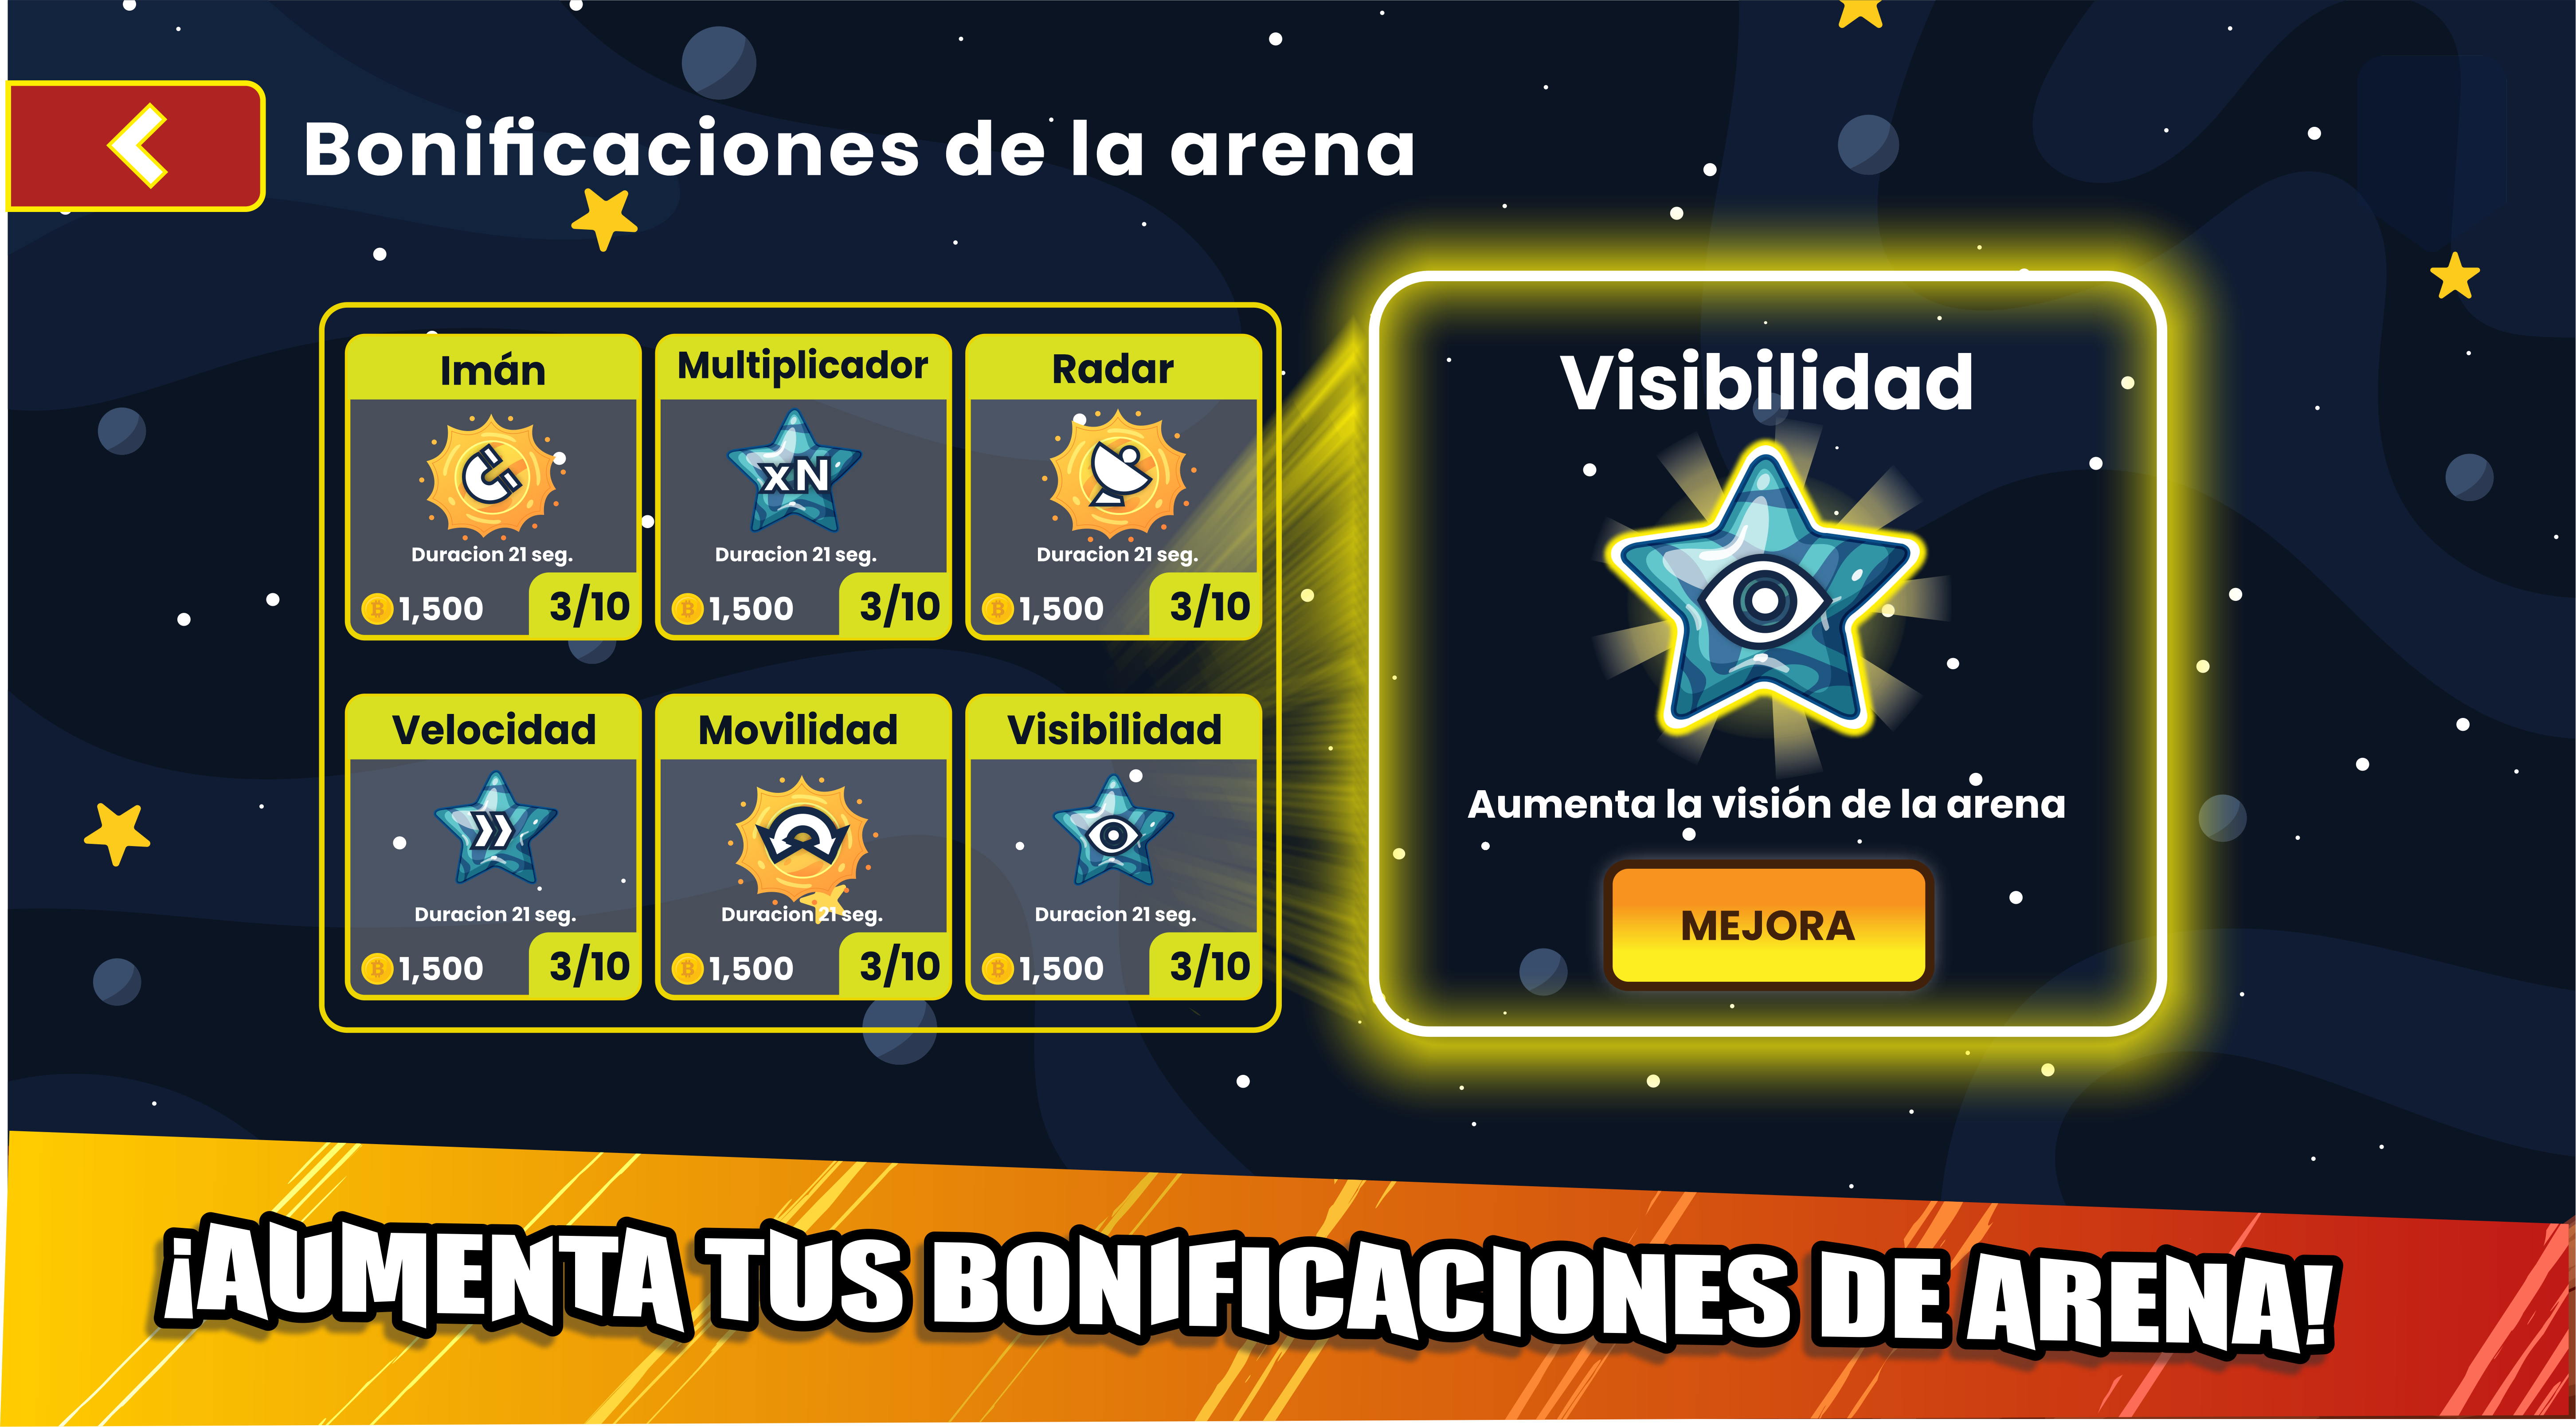 Bonificaciones de la arena
Imán
Multiplicador
Radar
xN
Duracion 21 seg.
Duracion 21 seg.
Duracion 21 seg.
1,500
3/10
1,500
3/10
1,500
3/10
Velocidad
Movilidad
Visibilidad
Duracion 21 seg.
Duracion 21 seg.
Duracion 21 seg.
1,500
3/10
1,500
3/10
1,500
3/10
Visibilidad
Aumenta la visión de la arena
MEJORA
¡AUMENTA TUS BONIFICACIONES DE ARENA!